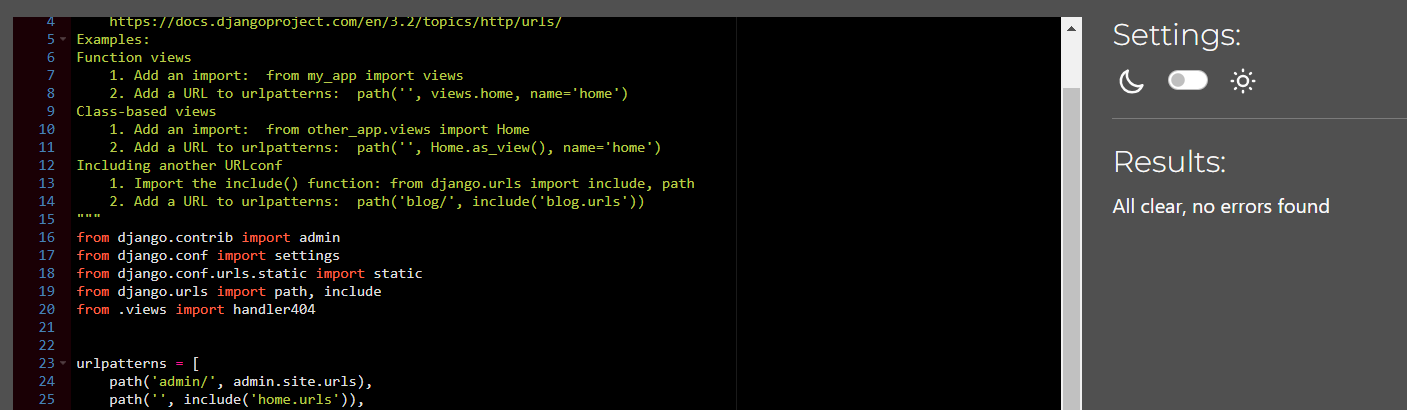 4     https://docs.djangoproject.com/en/3.2/topics/http/urls/
5 Examples:
6 Function views
7     1. Add an import:  from my_app import views
8     2. Add a URL to urlpatterns:  path('', views.home, name='home')
9 Class-based views
10     1. Add an import:  from other_app.views import Home
11     2. Add a URL to urlpatterns:  path('', Home.as_view(), name='home')
12 Including another URLconf
13     1. Import the include() function: from django.urls import include, path
14     2. Add a URL to urlpatterns:  path('blog/', include('blog.urls'))
15 """
16 from django.contrib import admin
17 from django.conf import settings
18 from django.conf.urls.static import static
19 from django.urls import path, include
20 from .views import handler404
21
22
23 urlpatterns = [
24     path('admin/', admin.site.urls),
25     path('', include('home.urls')),
Settings:
Results:
All clear, no errors found